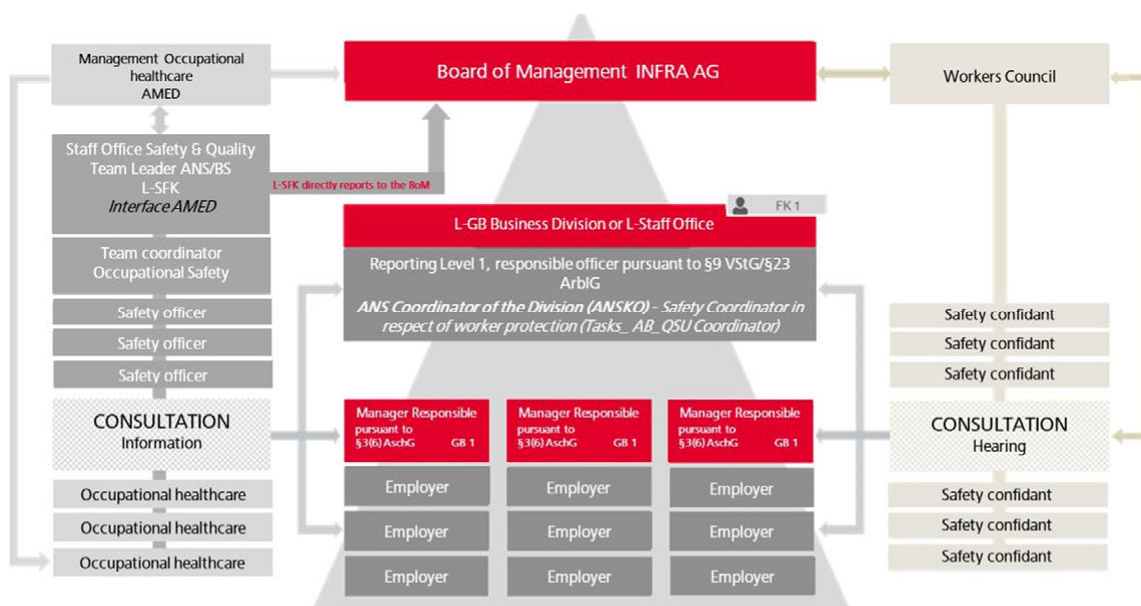 Management Occupational
healthcare
AMED
Board of Management INFRA AG
Workers Council
Staff Office Safety & Quality
Team Leader ANS/BS
L-SFK
Interface AMED
L-SFK directly reports to the BoM
FK 1
L-GB Business Division or L-Staff Office
Team coordinator
Occupational Safety
Reporting Level 1, responsible officer pursuant to §9 VStG/§23
ArbIG
ANS Coordinator of the Division (ANSKO) - Safety Coordinator in
respect of worker protection (Tasks_ AB_QSU Coordinator)
Safety officer
Safety officer
Safety officer
Safety confidant
Safety confidant
Safety confidant
CONSULTATION
Information
Manager Responsible
pursuant to
§3(6) AschG GB 1
Manager Responsible
pursuant to
§3(6) AschG GB 1
Manager Responsible
pursuant to
§3(6) AschG GB 1
CONSULTATION
Hearing
Occupational healthcare
Occupational healthcare
Occupational healthcare
Employer
Employer
Employer
Employer
Employer
Employer
Employer
Employer
Employer
Safety confidant
Safety confidant
Safety confidant